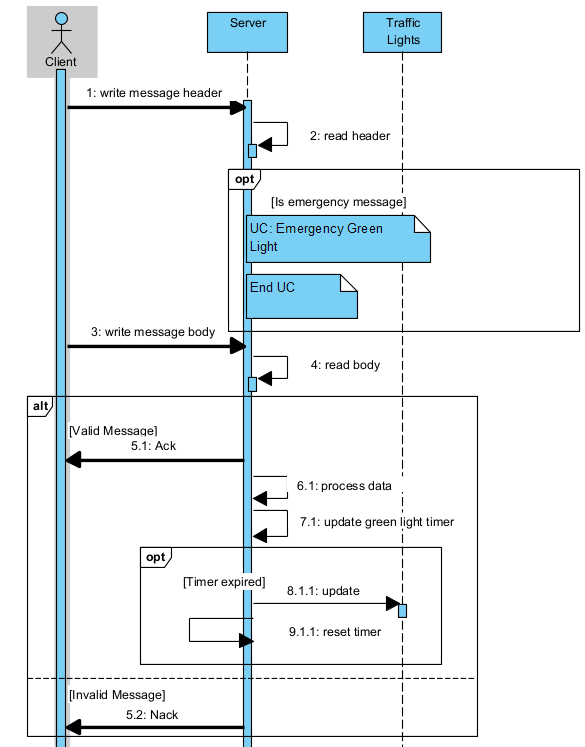 Client
Server
Traffic
Lights
1: write message header
2: read header
opt
[Is emergency message]
UC: Emergency Green
Light
End UC
3: write message body
4: read body
alt
[Valid Message]
5.1: Ack
6.1: process data
7.1: update green light timer
opt
[Timer expired]
8.1.1: update
9.1.1: reset timer
[Invalid Message]
5.2: Nack